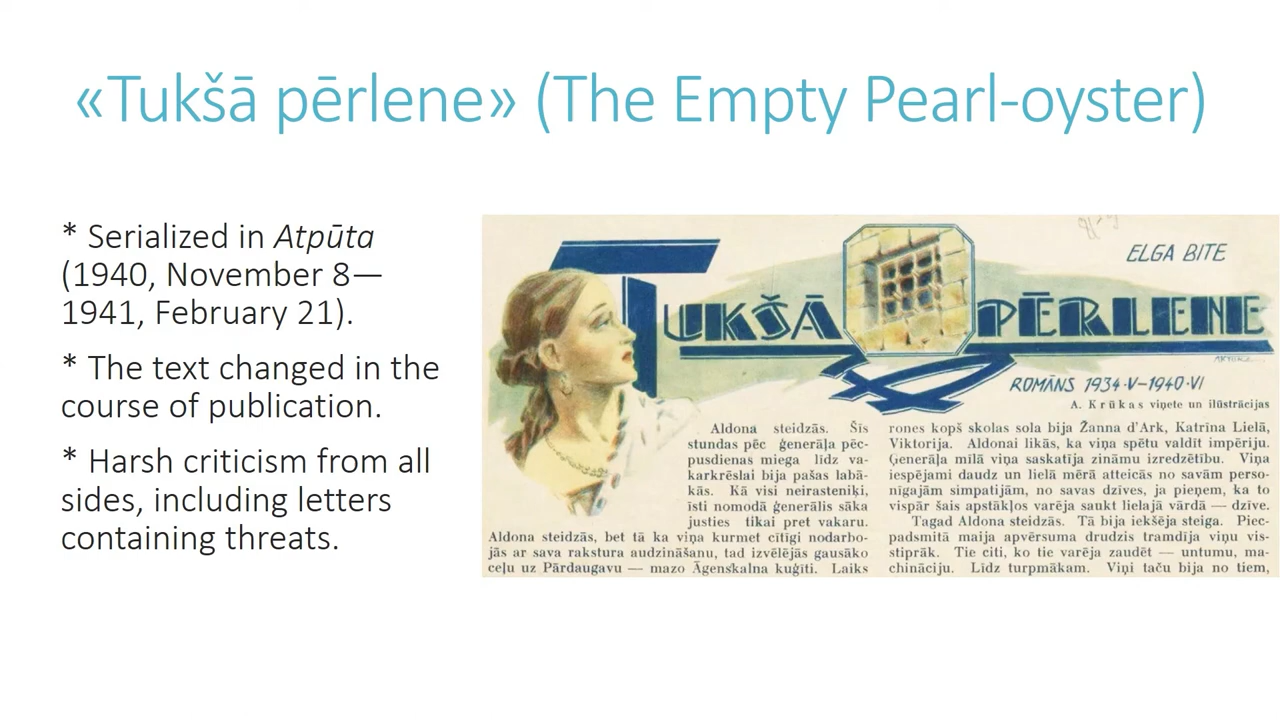 «Tukšā pērlene» (The Empty Pearl-oyster)
* Serialized in Atpūta
(1940, November 8—
1941, February 21).
* The text changed in the
course of publication.
* Harsh criticism from all
sides, including letters
containing threats.
ELGA BITE
TUKŠĀ PĒRLENE
ROMĀNS 1934·V—1940·VI
A. Krūkas viņete un ilūstrācijas
Aldona steidzās. Šīs
stundas pēc ģenerāļa pēc-
pusdienas miega līdz va-
karkrēslai bija pašas labā-
kās. Kā visi neirasteniķi,
īsti nomodā ģenerālis sāka
justies tikai pret vakaru.
Aldona steidzās, bet tā ka viņa kurmet cītīgi nodarbo-
jās ar sava rakstura audzināšanu, tad izvēlējās gausāko
ceļu uz Pārdaugavu — mazo Āgenskalna kuģīti. Laiks
rones kopš skolas sola bija Žanna d'Ark, Katrīna Lielā,
Viktorija. Aldonai likās, ka viņa spētu valdīt impēriju.
Ģenerāļa mīlā viņa saskatīja zināmu izredzētību. Viņa
iespējami daudz un lielā mērā atteicās no savām perso-
nīgajām simpatijām, no savas dzīves, ja pieņem, ka to
vispār šais apstākļos varēja saukt lielajā vārdā — dzīve.
Tagad Aldona steidzās. Tā bija iekšēja steiga. Piec-
padsmitā maija apvērsuma drudzis tramdīja viņu vis-
stiprāk. Tie citi, ko tie varēja zaudēt — untumu, ma-
chināciju. Līdz turpmākam. Viņi taču bija no tiem,